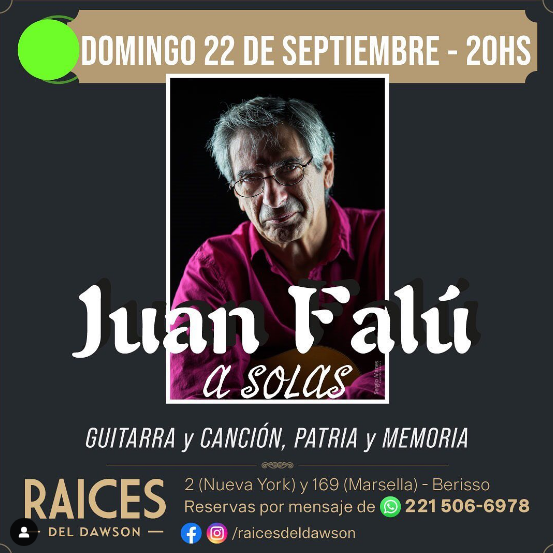 DOMINGO 22 DE SEPTIEMBRE - 20HS
Juan Falú
a solas
GUITARRA y CANCIÓN, PATRIA y MEMORIA
RAICES
DEL DAWSON
2 (Nueva York) y 169 (Marsella) - Berisso
Reservas por mensaje de 221 506-6978
/raicesdeldawson